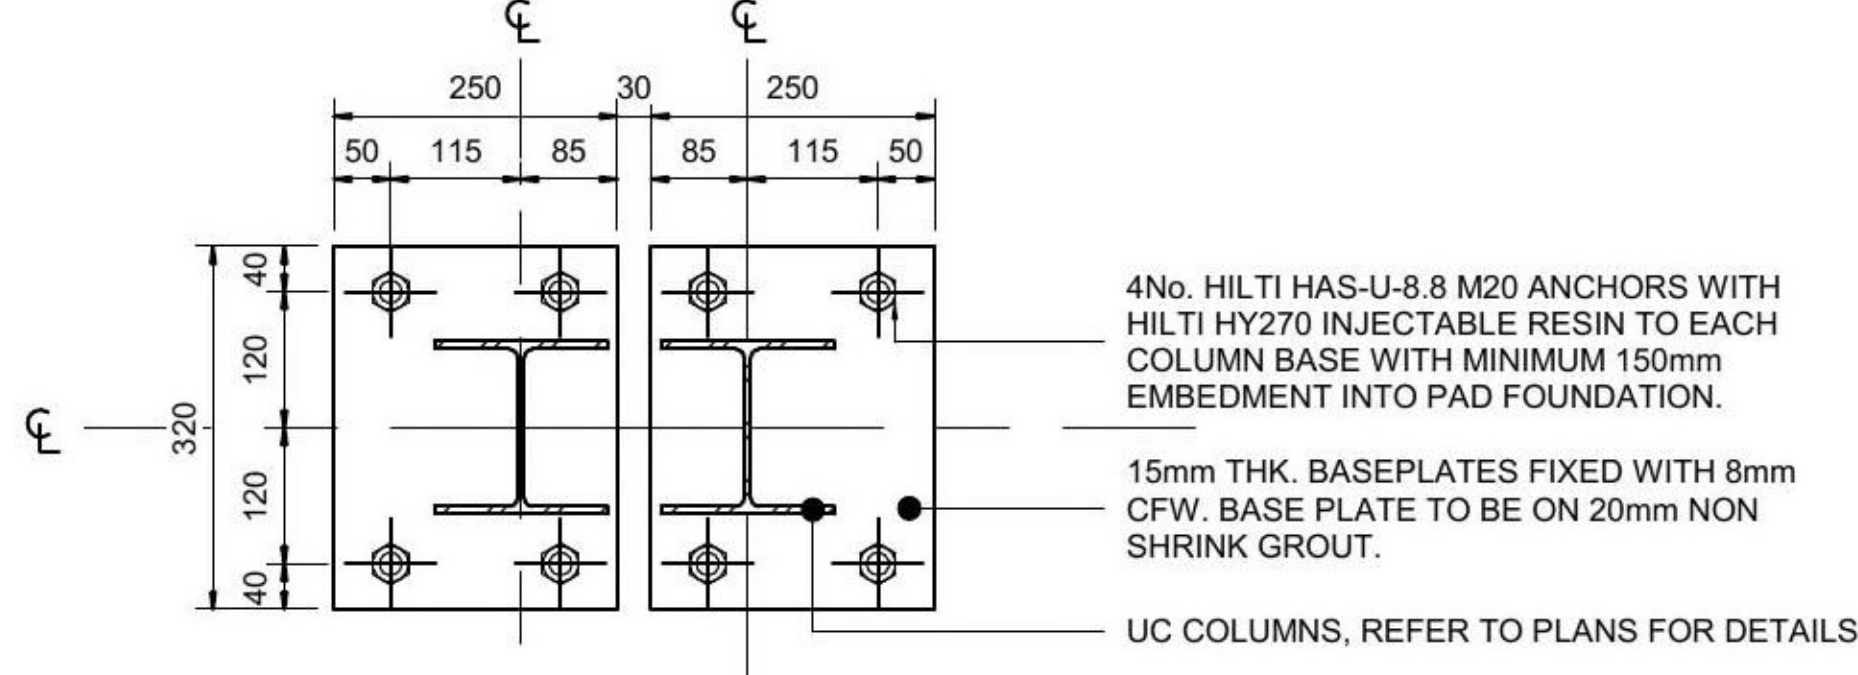 ℄ ℄
250 30 250
50 115 85 85 115 50
40
120
320
120
40
℄
4No. HILTI HAS-U-8.8 M20 ANCHORS WITH
HILTI HY270 INJECTABLE RESIN TO EACH
COLUMN BASE WITH MINIMUM 150mm
EMBEDMENT INTO PAD FOUNDATION.
15mm THK. BASEPLATES FIXED WITH 8mm
CFW. BASE PLATE TO BE ON 20mm NON
SHRINK GROUT.
UC COLUMNS, REFER TO PLANS FOR DETAILS